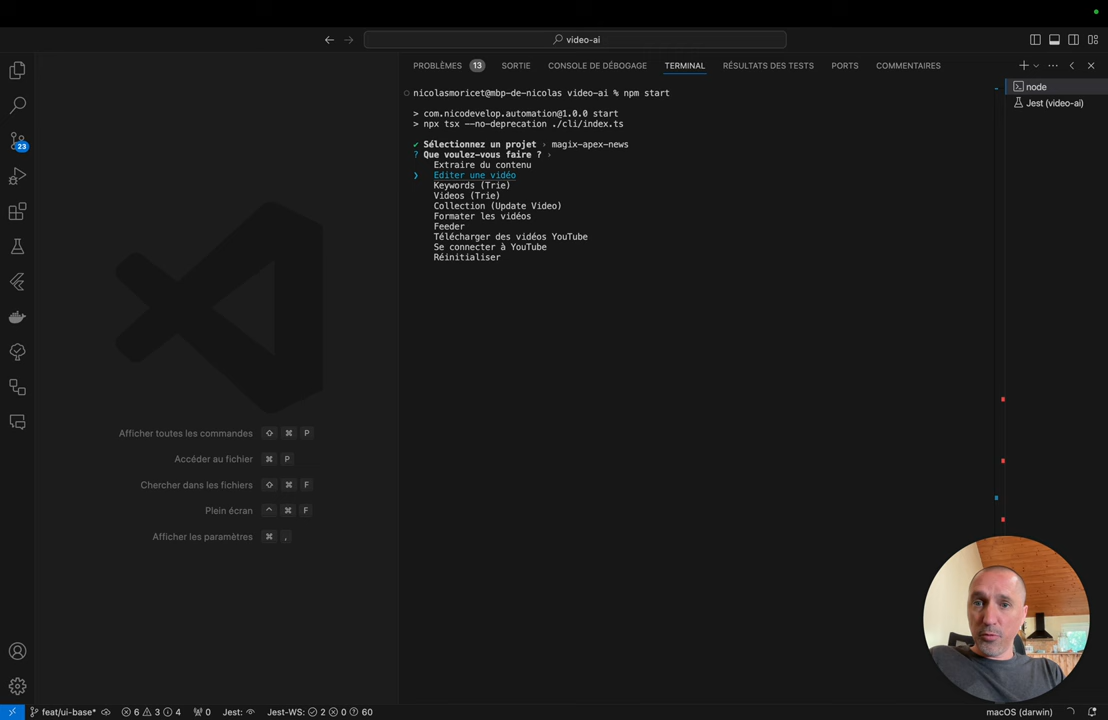 video-ai
PROBLÈMES 13 SORTIE CONSOLE DE DÉBOGAGE TERMINAL RÉSULTATS DES TESTS PORTS COMMENTAIRES
nicolasmoricet@mbp-de-nicolas video-ai % npm start
> com.nicodevelop.automation@1.0.0 start
> npx tsx --no-deprecation ./cli/index.ts
✔ Sélectionnez un projet › magix-apex-news
? Que voulez-vous faire ? ›
Extraire du contenu
❯ Editer une vidéo
Keywords (Trie)
Videos (Trie)
Collection (Update Video)
Formater les vidéos
Feeder
Télécharger des vidéos YouTube
Se connecter à YouTube
Réinitialiser
node
Jest (video-ai)
23
Afficher toutes les commandes ⇧ ⌘ P
Accéder au fichier ⌘ P
Chercher dans les fichiers ⇧ ⌘ F
Plein écran ^ ⌘ F
Afficher les paramètres ⌘ ,
feat/ui-base* 6 3 4 0 Jest: Jest-WS: 2 0 60 macOS (darwin)